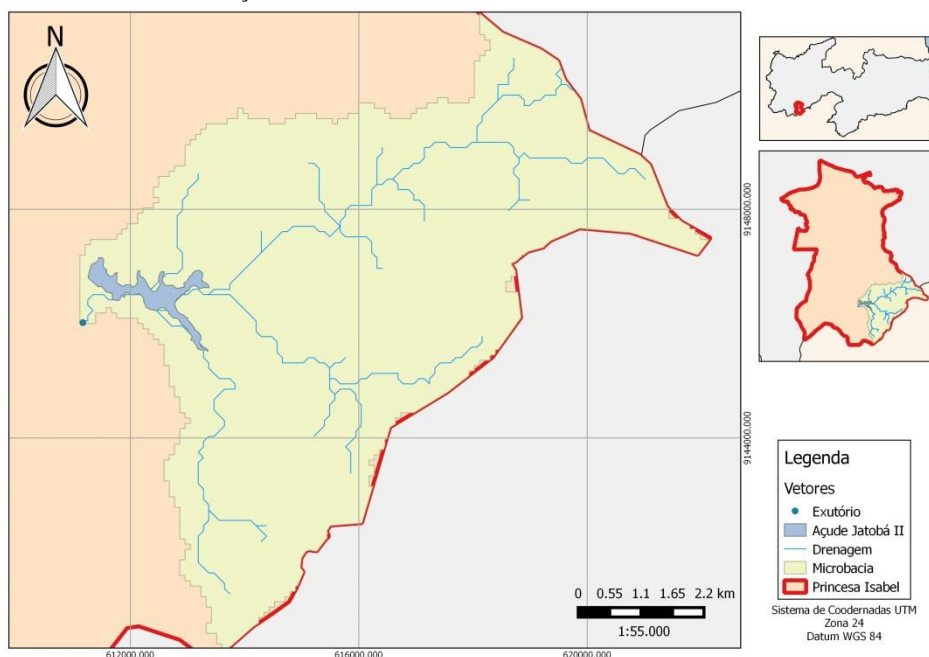 N
9148000.000
9144000.000
0 0.55 1.1 1.65 2.2 km
1:55.000
612000.000 616000.000 620000.000
Legenda
Vetores
Exutório
Açude Jatobá II
Drenagem
Microbacia
Princesa Isabel
Sistema de Coodernadas UTM
Zona 24
Datum WGS 84